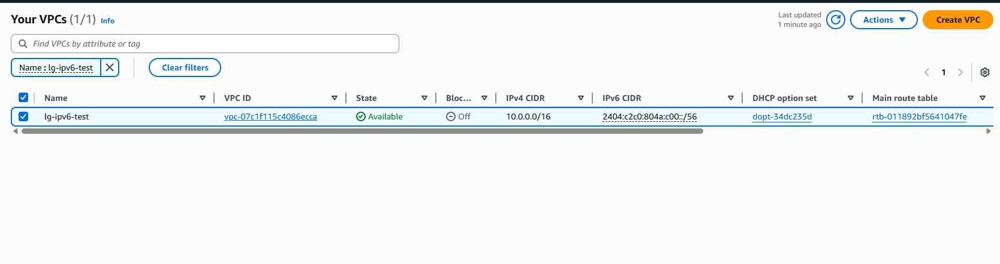 Your VPCs (1/1) Info
Last updated
1 minute ago
Actions
Create VPC
Find VPCs by attribute or tag
Name : lg-ipv6-test
Clear filters
1
Name VPC ID State Bloc... IPv4 CIDR IPv6 CIDR DHCP option set Main route table
lg-ipv6-test vpc-07c1f115c4086ecca Available Off 10.0.0.0/16 2404:c2c0:804a:c00::/56 dopt-34dc235d rtb-011892bf5641047fe